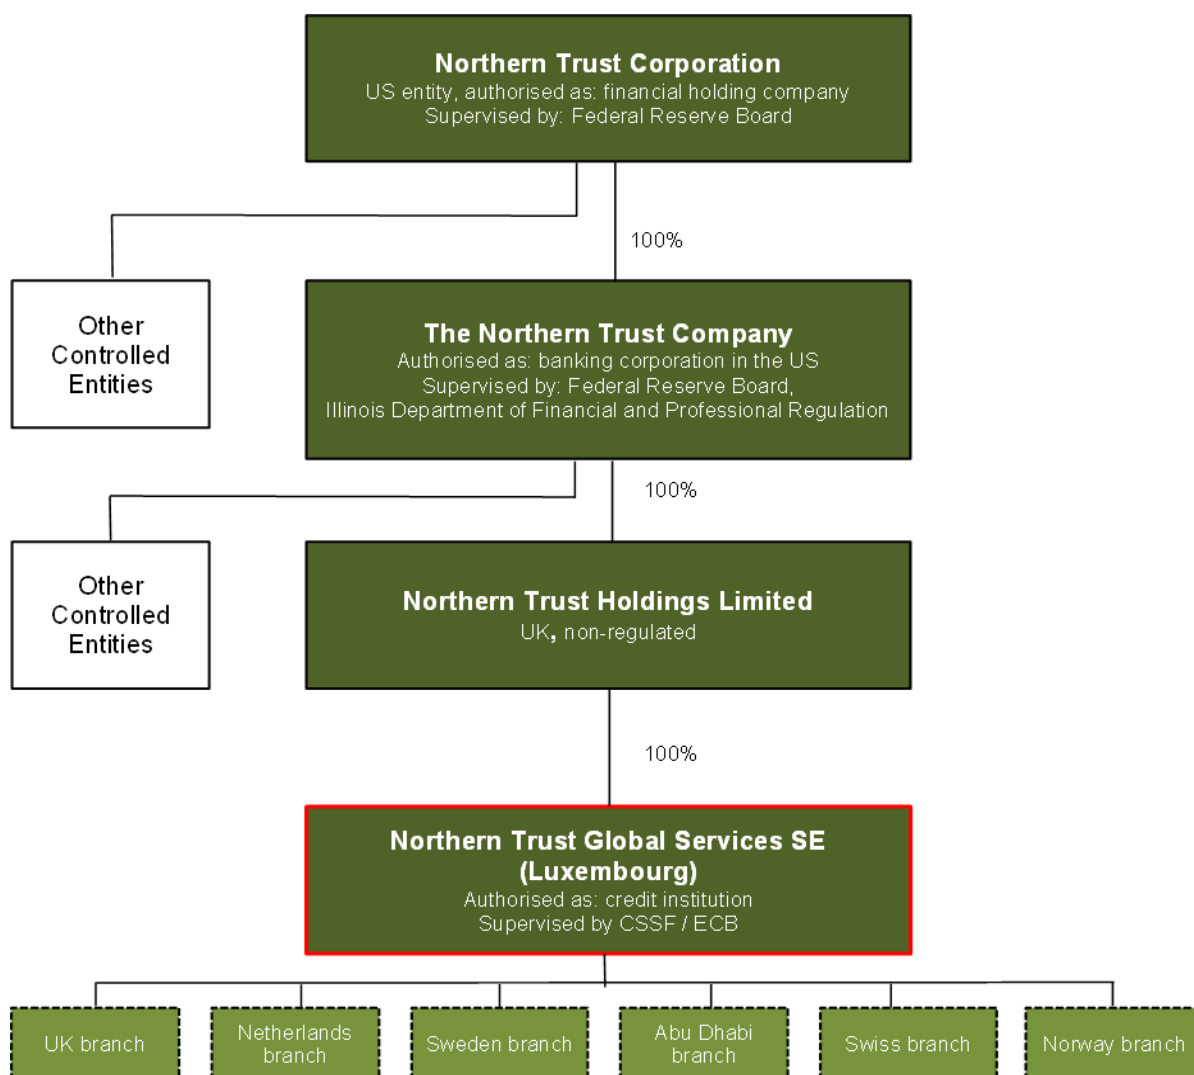 Northern Trust Corporation
US entity, authorised as: financial holding company
Supervised by: Federal Reserve Board
100%
Other
Controlled
Entities
The Northern Trust Company
Authorised as: banking corporation in the US
Supervised by: Federal Reserve Board,
Illinois Department of Financial and Professional Regulation
100%
Other
Controlled
Entities
Northern Trust Holdings Limited
UK, non-regulated
100%
Northern Trust Global Services SE
(Luxembourg)
Authorised as: credit institution
Supervised by CSSF / ECB
UK branch
Netherlands
branch
Sweden branch
Abu Dhabi
branch
Swiss branch
Norway branch